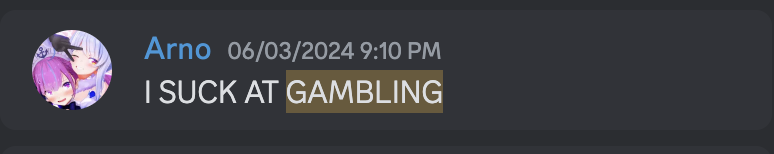 Arno 06/03/2024 9:10 PM
I SUCK AT GAMBLING